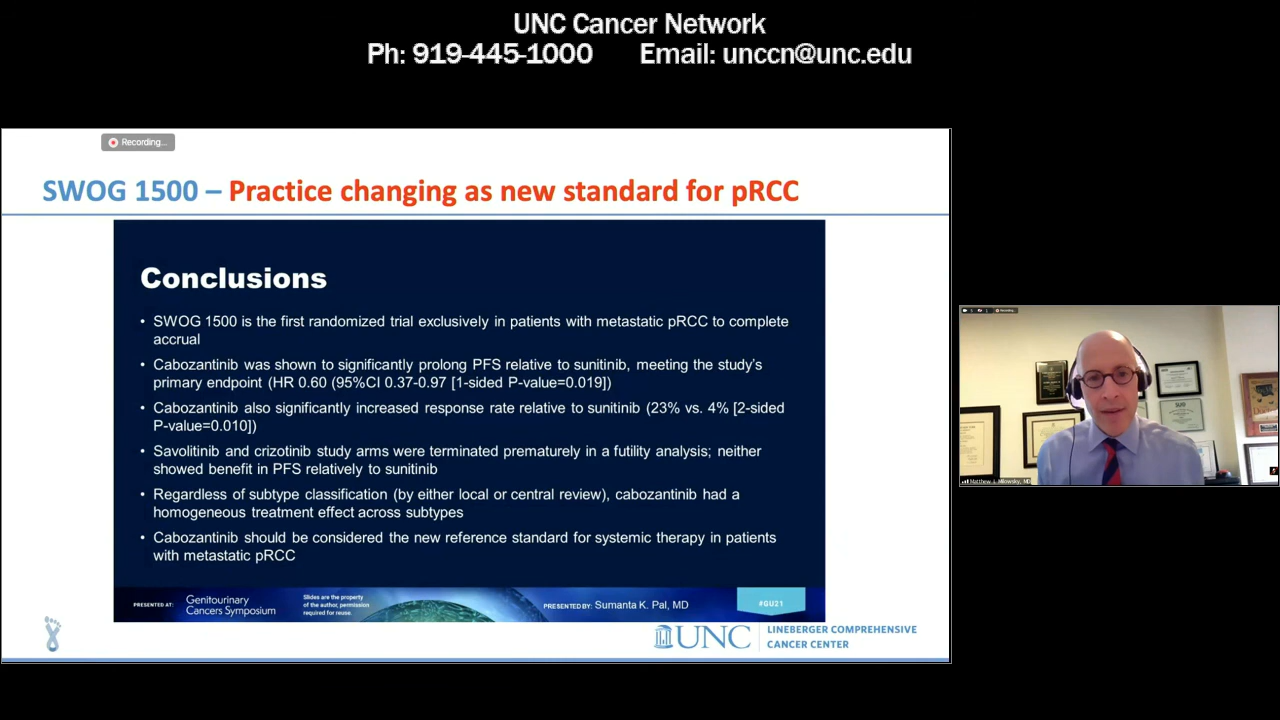 UNC Cancer Network
Ph: 919-445-1000 Email: unccn@unc.edu
Recording...
SWOG 1500 – Practice changing as new standard for pRCC
Conclusions
• SWOG 1500 is the first randomized trial exclusively in patients with metastatic pRCC to complete
accrual
• Cabozantinib was shown to significantly prolong PFS relative to sunitinib, meeting the study's
primary endpoint (HR 0.60 (95%CI 0.37-0.97 [1-sided P-value=0.019])
• Cabozantinib also significantly increased response rate relative to sunitinib (23% vs. 4% [2-sided
P-value=0.010])
• Savolitinib and crizotinib study arms were terminated prematurely in a futility analysis; neither
showed benefit in PFS relatively to sunitinib
• Regardless of subtype classification (by either local or central review), cabozantinib had a
homogeneous treatment effect across subtypes
• Cabozantinib should be considered the new reference standard for systemic therapy in patients
with metastatic pRCC
PRESENTED AT:
Genitourinary
Cancers Symposium
Slides are the property
of the author, permission
required for reuse.
PRESENTED BY: Sumanta K. Pal, MD
#GU21
UNC
LINEBERGER COMPREHENSIVE
CANCER CENTER
Recording...
Matthew I. Milowsky, MD